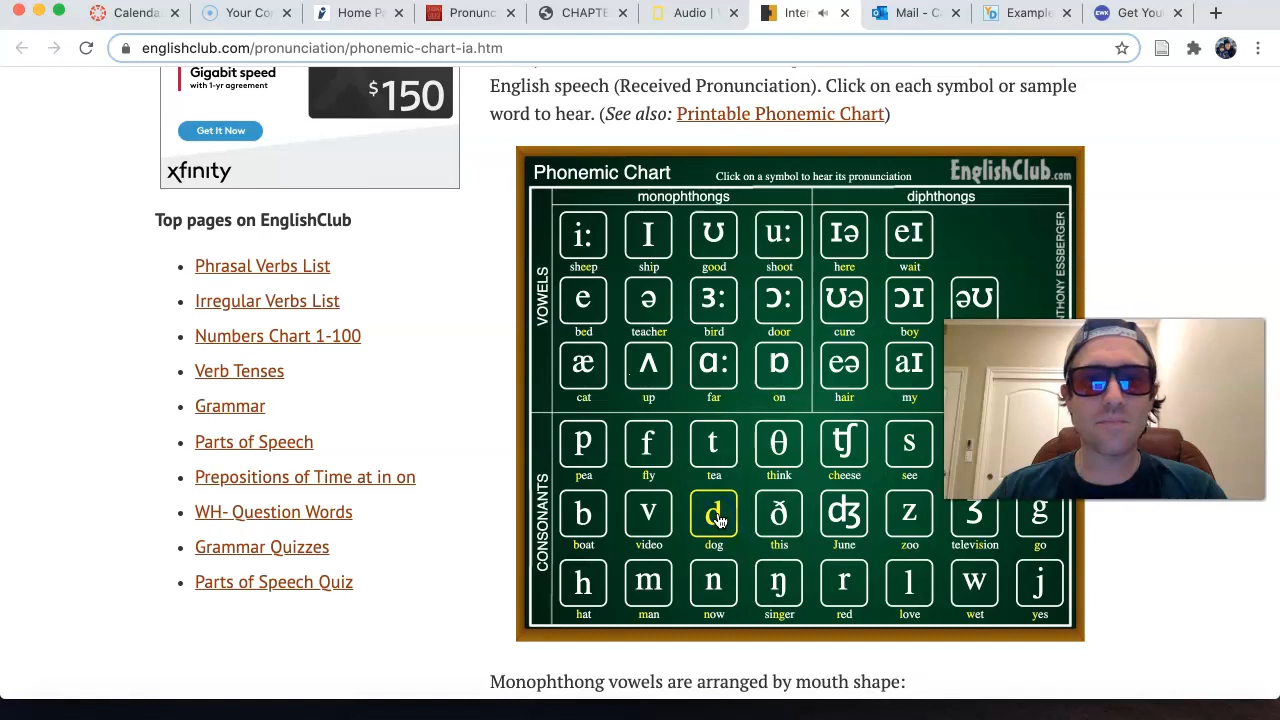 Calenda
Your Co
Home Pa
Pronunc
CHAPTE
Audio | W
Inter
Mail - C
Example
Get You
englishclub.com/pronunciation/phonemic-chart-ia.htm
Gigabit speed
with 1-yr agreement
$150
Get It Now
xfinity
English speech (Received Pronunciation). Click on each symbol or sample
word to hear. (See also: Printable Phonemic Chart)
Top pages on EnglishClub
• Phrasal Verbs List
• Irregular Verbs List
• Numbers Chart 1-100
• Verb Tenses
• Grammar
• Parts of Speech
• Prepositions of Time at in on
• WH- Question Words
• Grammar Quizzes
• Parts of Speech Quiz
Phonemic Chart
Click on a symbol to hear its pronunciation
EnglishClub.com
monophthongs diphthongs
VOWELS
i: ɪ ʊ u: ɪə eɪ
sheep ship good shoot here wait
e ə ɜ: ɔ: ʊə ɔɪ əʊ
bed teacher bird door cure boy
æ ʌ ɑ: ɒ eə aɪ
cat up far on hair my
CONSONANTS
p f t θ ʧ s
pea fly tea think cheese see
b v d ð ʤ z ʒ g
boat video dog this June zoo television go
h m n ŋ r l w j
hat man now singer red love wet yes
NTHONY ESSBERGER
Monophthong vowels are arranged by mouth shape: